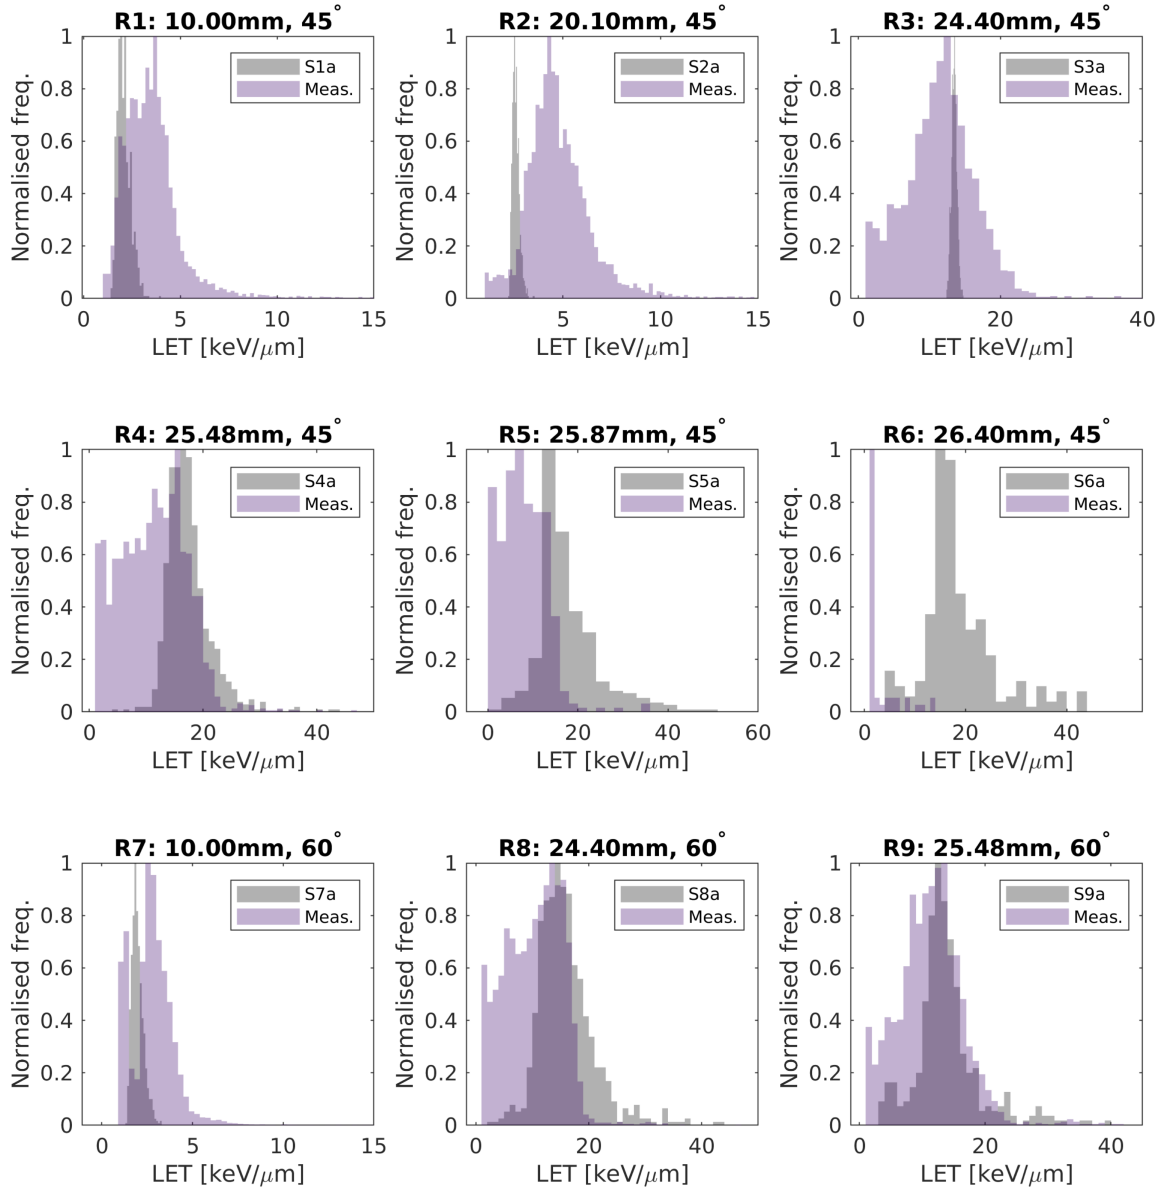 R1: 10.00mm, 45°
Normalised freq.
1
0.8
0.6
0.4
0.2
0
0 5 10 15
LET [keV/μm]
S1a
Meas.
R2: 20.10mm, 45°
Normalised freq.
1
0.8
0.6
0.4
0.2
0
5 10 15
LET [keV/μm]
S2a
Meas.
R3: 24.40mm, 45°
Normalised freq.
1
0.8
0.6
0.4
0.2
0
0 20 40
LET [keV/μm]
S3a
Meas.
R4: 25.48mm, 45°
Normalised freq.
1
0.8
0.6
0.4
0.2
0
0 20 40
LET [keV/μm]
S4a
Meas.
R5: 25.87mm, 45°
Normalised freq.
1
0.8
0.6
0.4
0.2
0
0 20 40 60
LET [keV/μm]
S5a
Meas.
R6: 26.40mm, 45°
Normalised freq.
1
0.8
0.6
0.4
0.2
0
0 20 40
LET [keV/μm]
S6a
Meas.
R7: 10.00mm, 60°
Normalised freq.
1
0.8
0.6
0.4
0.2
0
0 5 10 15
LET [keV/μm]
S7a
Meas.
R8: 24.40mm, 60°
Normalised freq.
1
0.8
0.6
0.4
0.2
0
0 20 40
LET [keV/μm]
S8a
Meas.
R9: 25.48mm, 60°
Normalised freq.
1
0.8
0.6
0.4
0.2
0
0 20 40
LET [keV/μm]
S9a
Meas.